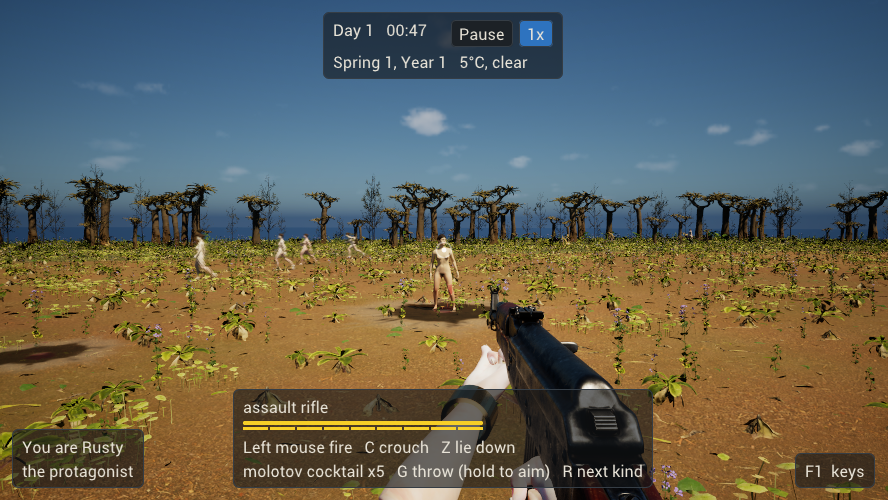 Day 1 00:47 Pause 1x
Spring 1, Year 1 5°C, clear
assault rifle
Left mouse fire C crouch Z lie down
molotov cocktail x5 G throw (hold to aim) R next kind
You are Rusty
the protagonist
F1 keys